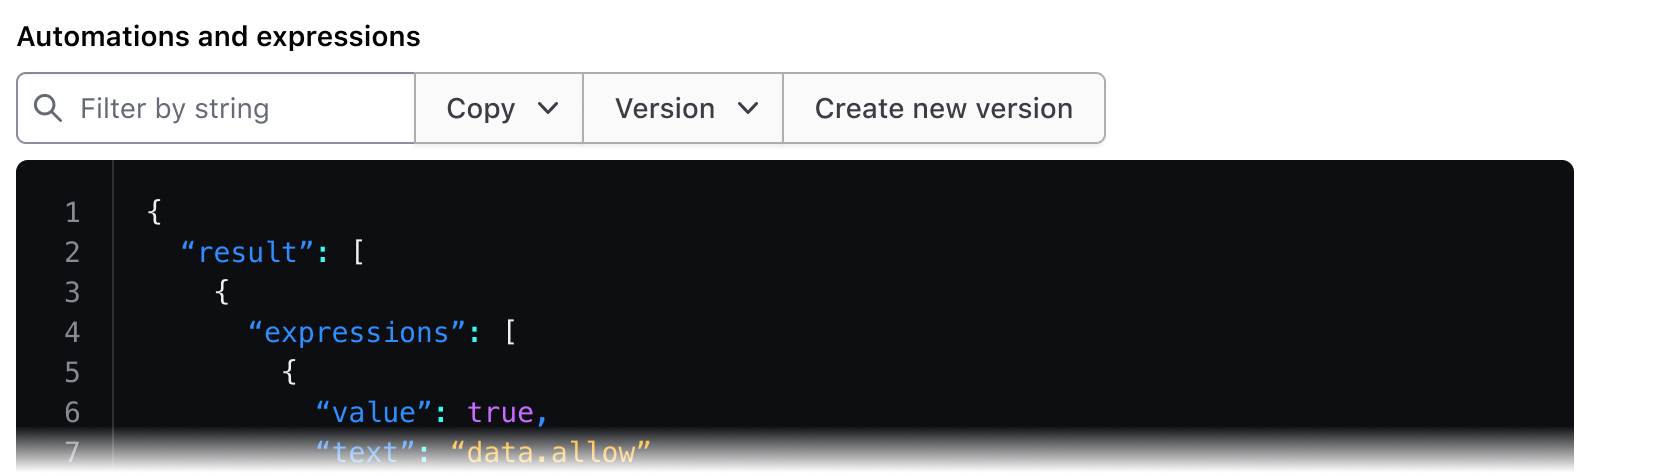 Automations and expressions
Filter by string Copy Version Create new version
1 {
2 “result”: [
3 {
4 “expressions”: [
5 {
6 “value”: true,
7 “text”: “data.allow”